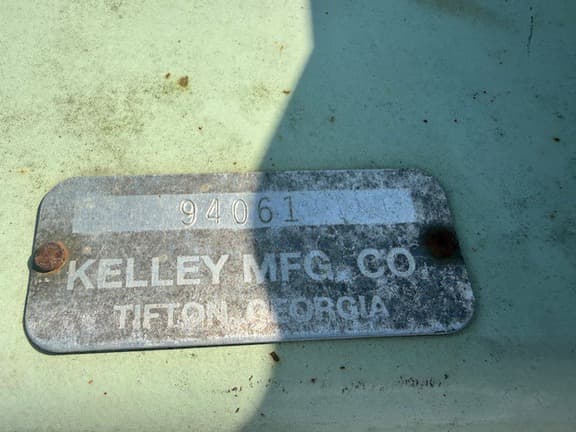 94061
KELLEY MFG. CO
TIFTON, GEORGIA